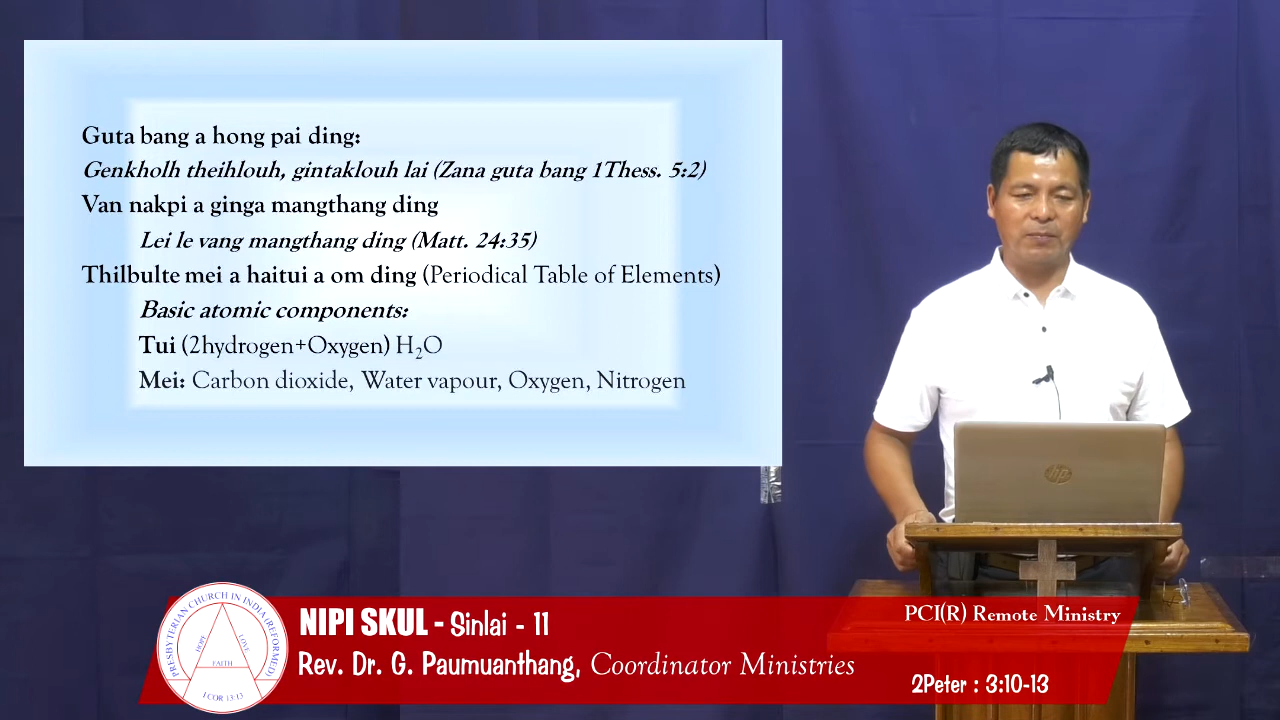 Guta bang a hong pai ding:
Genkholh theihlouh, gintaklouh lai (Zana guta bang 1Thess. 5:2)
Van nakpi a ginga mangthang ding
Lei le vang mangthang ding (Matt. 24:35)
Thilbulte mei a haitui a om ding (Periodical Table of Elements)
Basic atomic components:
Tui (2hydrogen+Oxygen) H₂O
Mei: Carbon dioxide, Water vapour, Oxygen, Nitrogen
hp
PRESBYTERIAN CHURCH IN INDIA (REFORMED)
HOPE
LOVE
FAITH
I COR 13:13
NIPI SKUL - Sinlai - 11
Rev. Dr. G. Paumuanthang, Coordinator Ministries
PCI(R) Remote Ministry
2Peter : 3:10-13